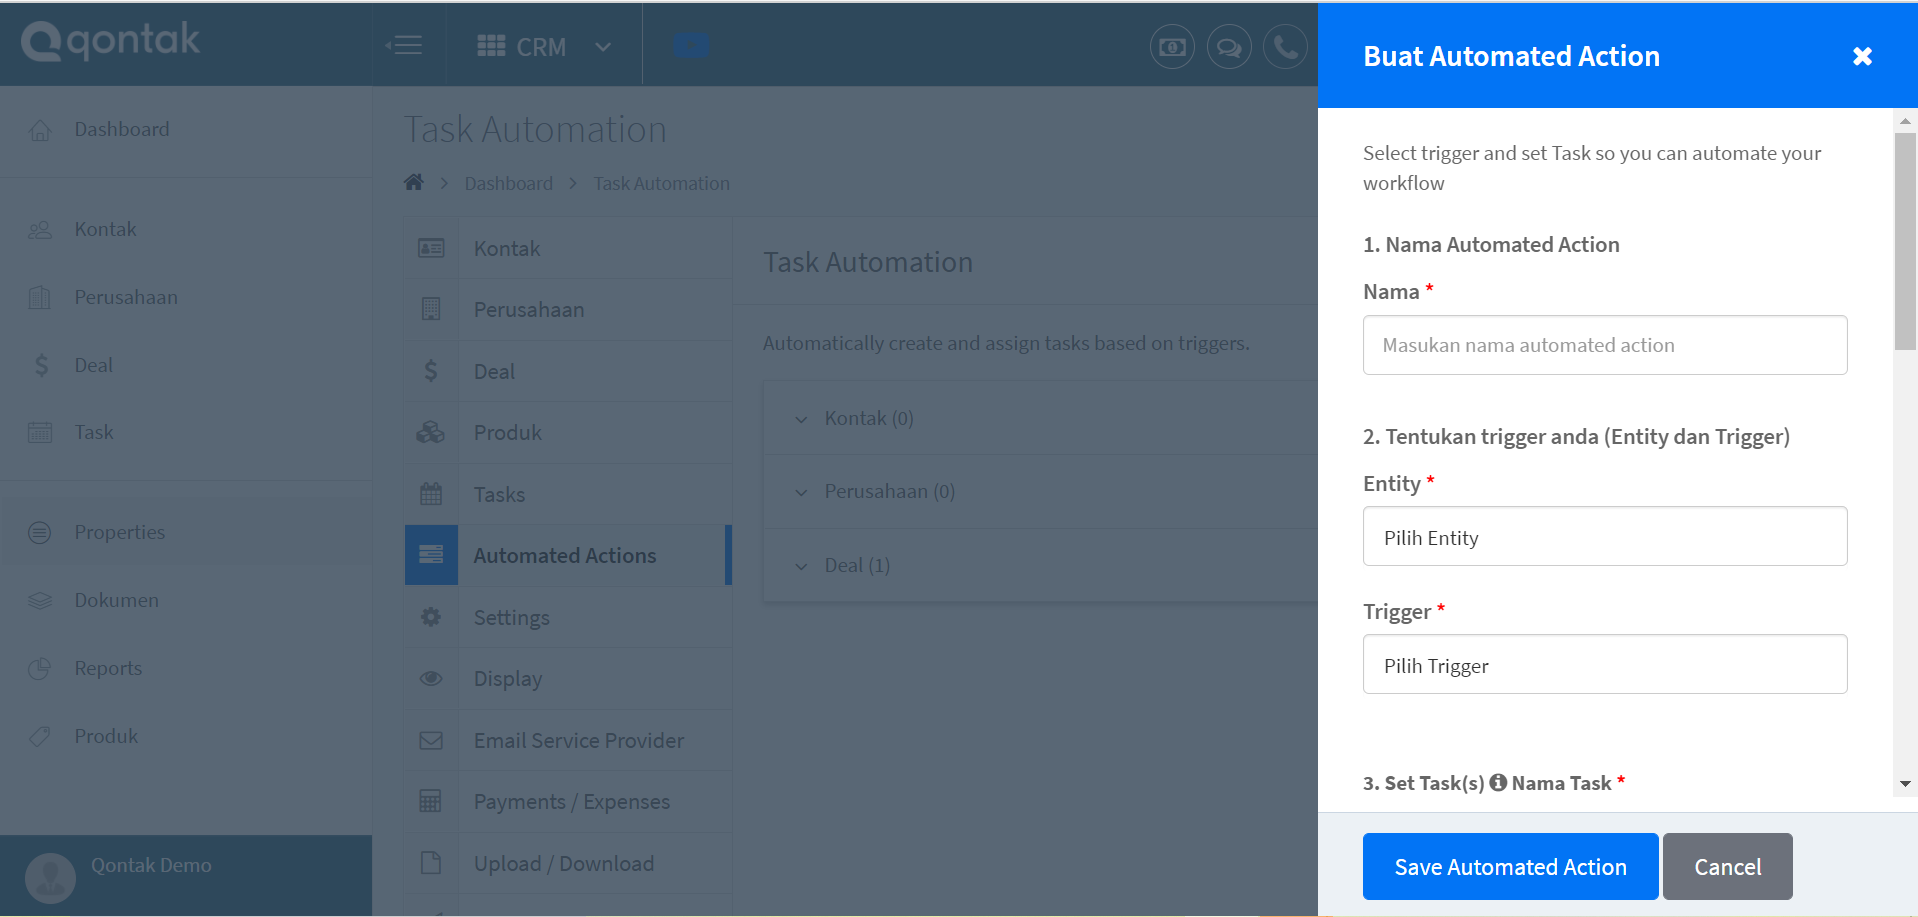 qontak
CRM
Dashboard
Kontak
Perusahaan
Deal
Task
Properties
Dokumen
Reports
Produk
Qontak Demo
Task Automation
Dashboard
Task Automation
Kontak
Perusahaan
Deal
Produk
Tasks
Automated Actions
Settings
Display
Email Service Provider
Payments / Expenses
Upload / Download
Task Automation
Automatically create and assign tasks based on triggers.
Kontak (0)
Perusahaan (0)
Deal (1)
Buat Automated Action
Select trigger and set Task so you can automate your
workflow
1. Nama Automated Action
Nama *
Masukan nama automated action
2. Tentukan trigger anda (Entity dan Trigger)
Entity *
Pilih Entity
Trigger *
Pilih Trigger
3. Set Task(s) Nama Task *
Save Automated Action
Cancel